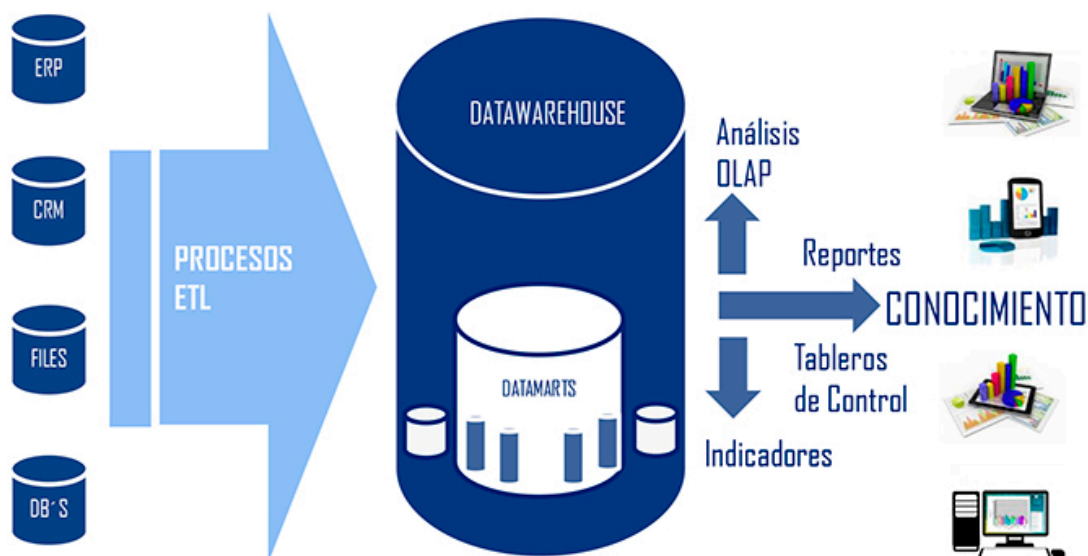 ERP
CRM
FILES
DB´S
PROCESOS
ETL
DATAWAREHOUSE
DATAMARTS
Análisis
OLAP
Reportes
CONOCIMIENTO
Tableros
de Control
Indicadores